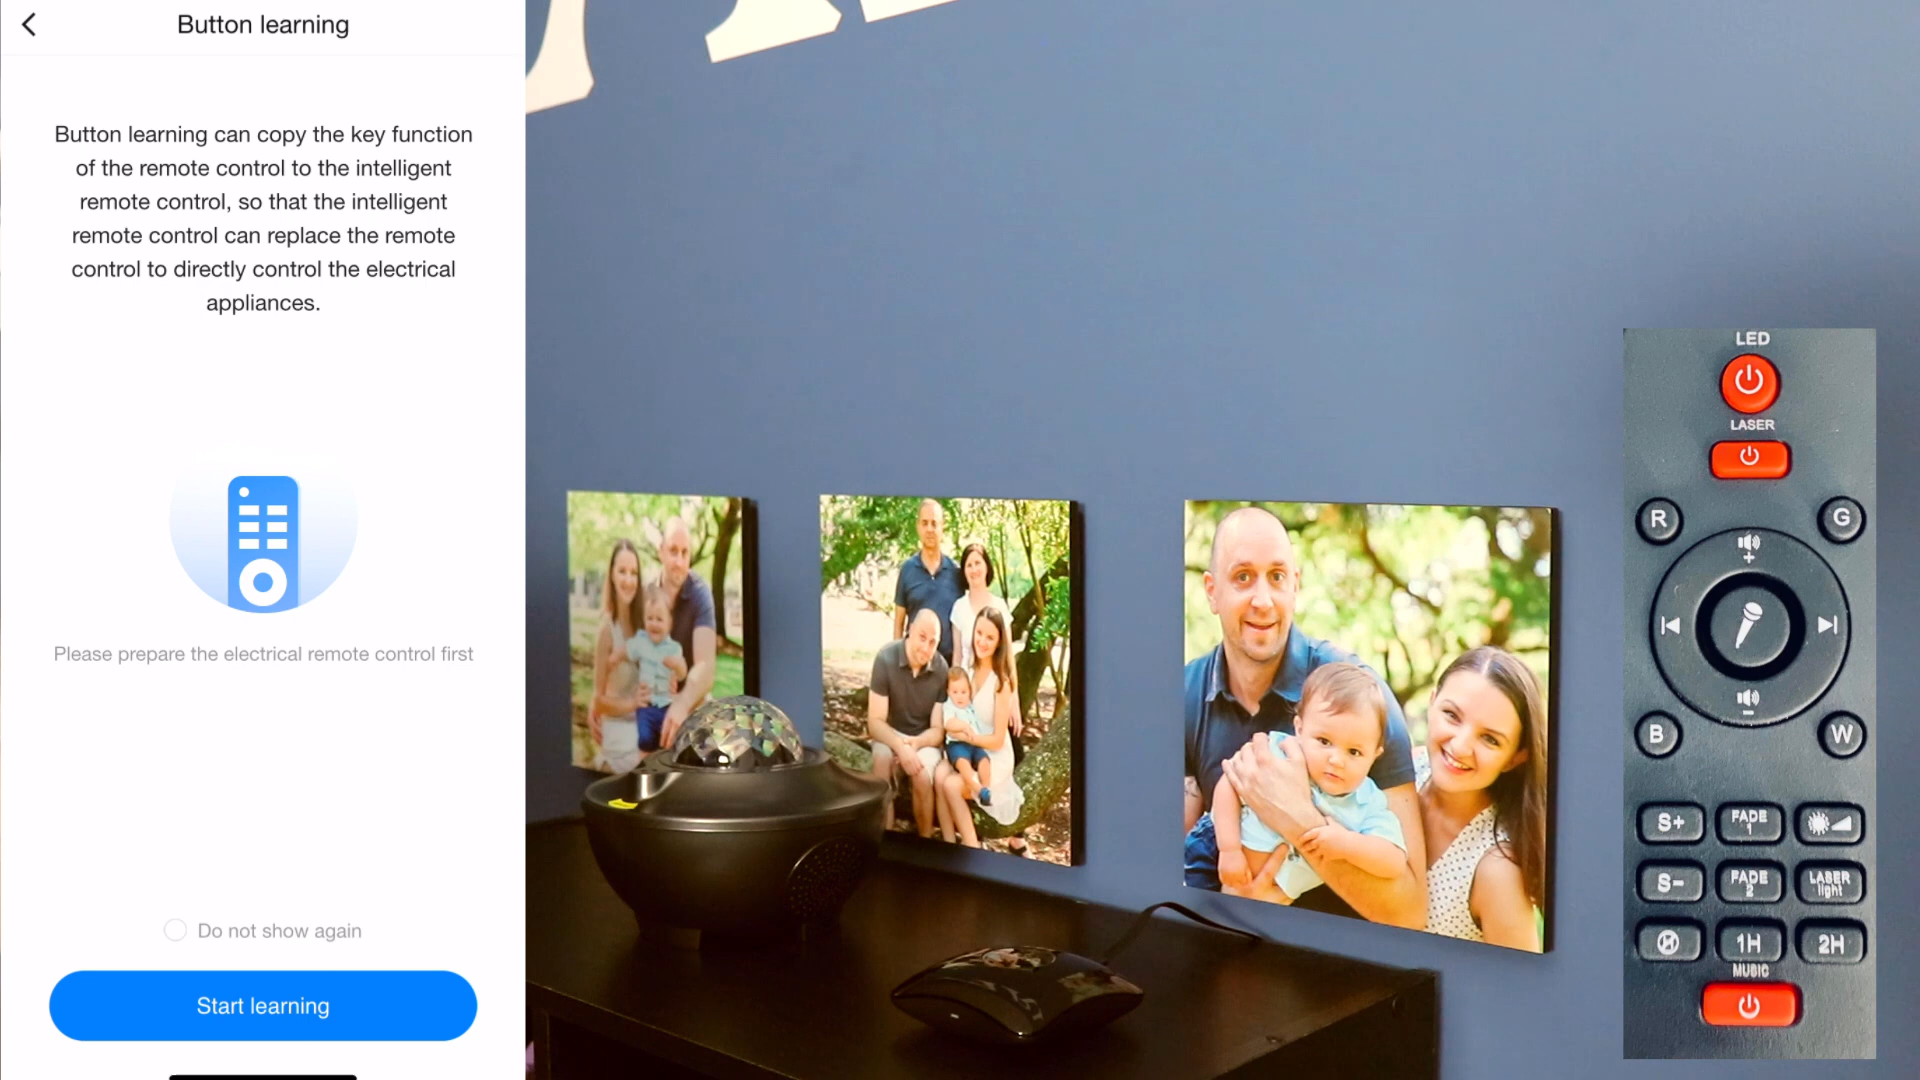 Button learning
Button learning can copy the key function
of the remote control to the intelligent
remote control, so that the intelligent
remote control can replace the remote
control to directly control the electrical
appliances.
Please prepare the electrical remote control first
Do not show again
Start learning
LED
LASER
R
G
B
W
S+
FADE
1
S-
FADE
2
LASER
light
1H
2H
MUSIC